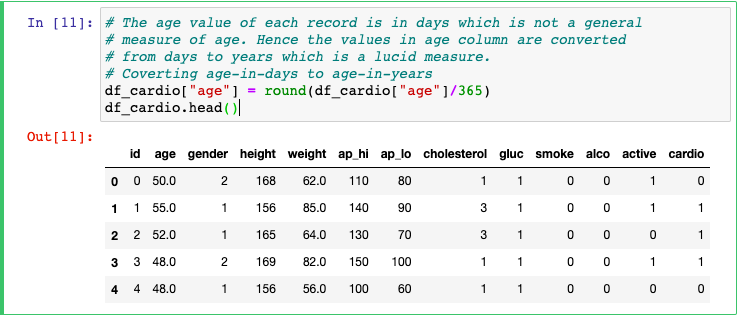 In [11]: # The age value of each record is in days which is not a general
# measure of age. Hence the values in age column are converted
# from days to years which is a lucid measure.
# Coverting age-in-days to age-in-years
df_cardio["age"] = round(df_cardio["age"]/365)
df_cardio.head()
Out[11]:
id age gender height weight ap_hi ap_lo cholesterol gluc smoke alco active cardio
0 0 50.0 2 168 62.0 110 80 1 1 0 0 1 0
1 1 55.0 1 156 85.0 140 90 3 1 0 0 1 1
2 2 52.0 1 165 64.0 130 70 3 1 0 0 0 1
3 3 48.0 2 169 82.0 150 100 1 1 0 0 1 1
4 4 48.0 1 156 56.0 100 60 1 1 0 0 0 0